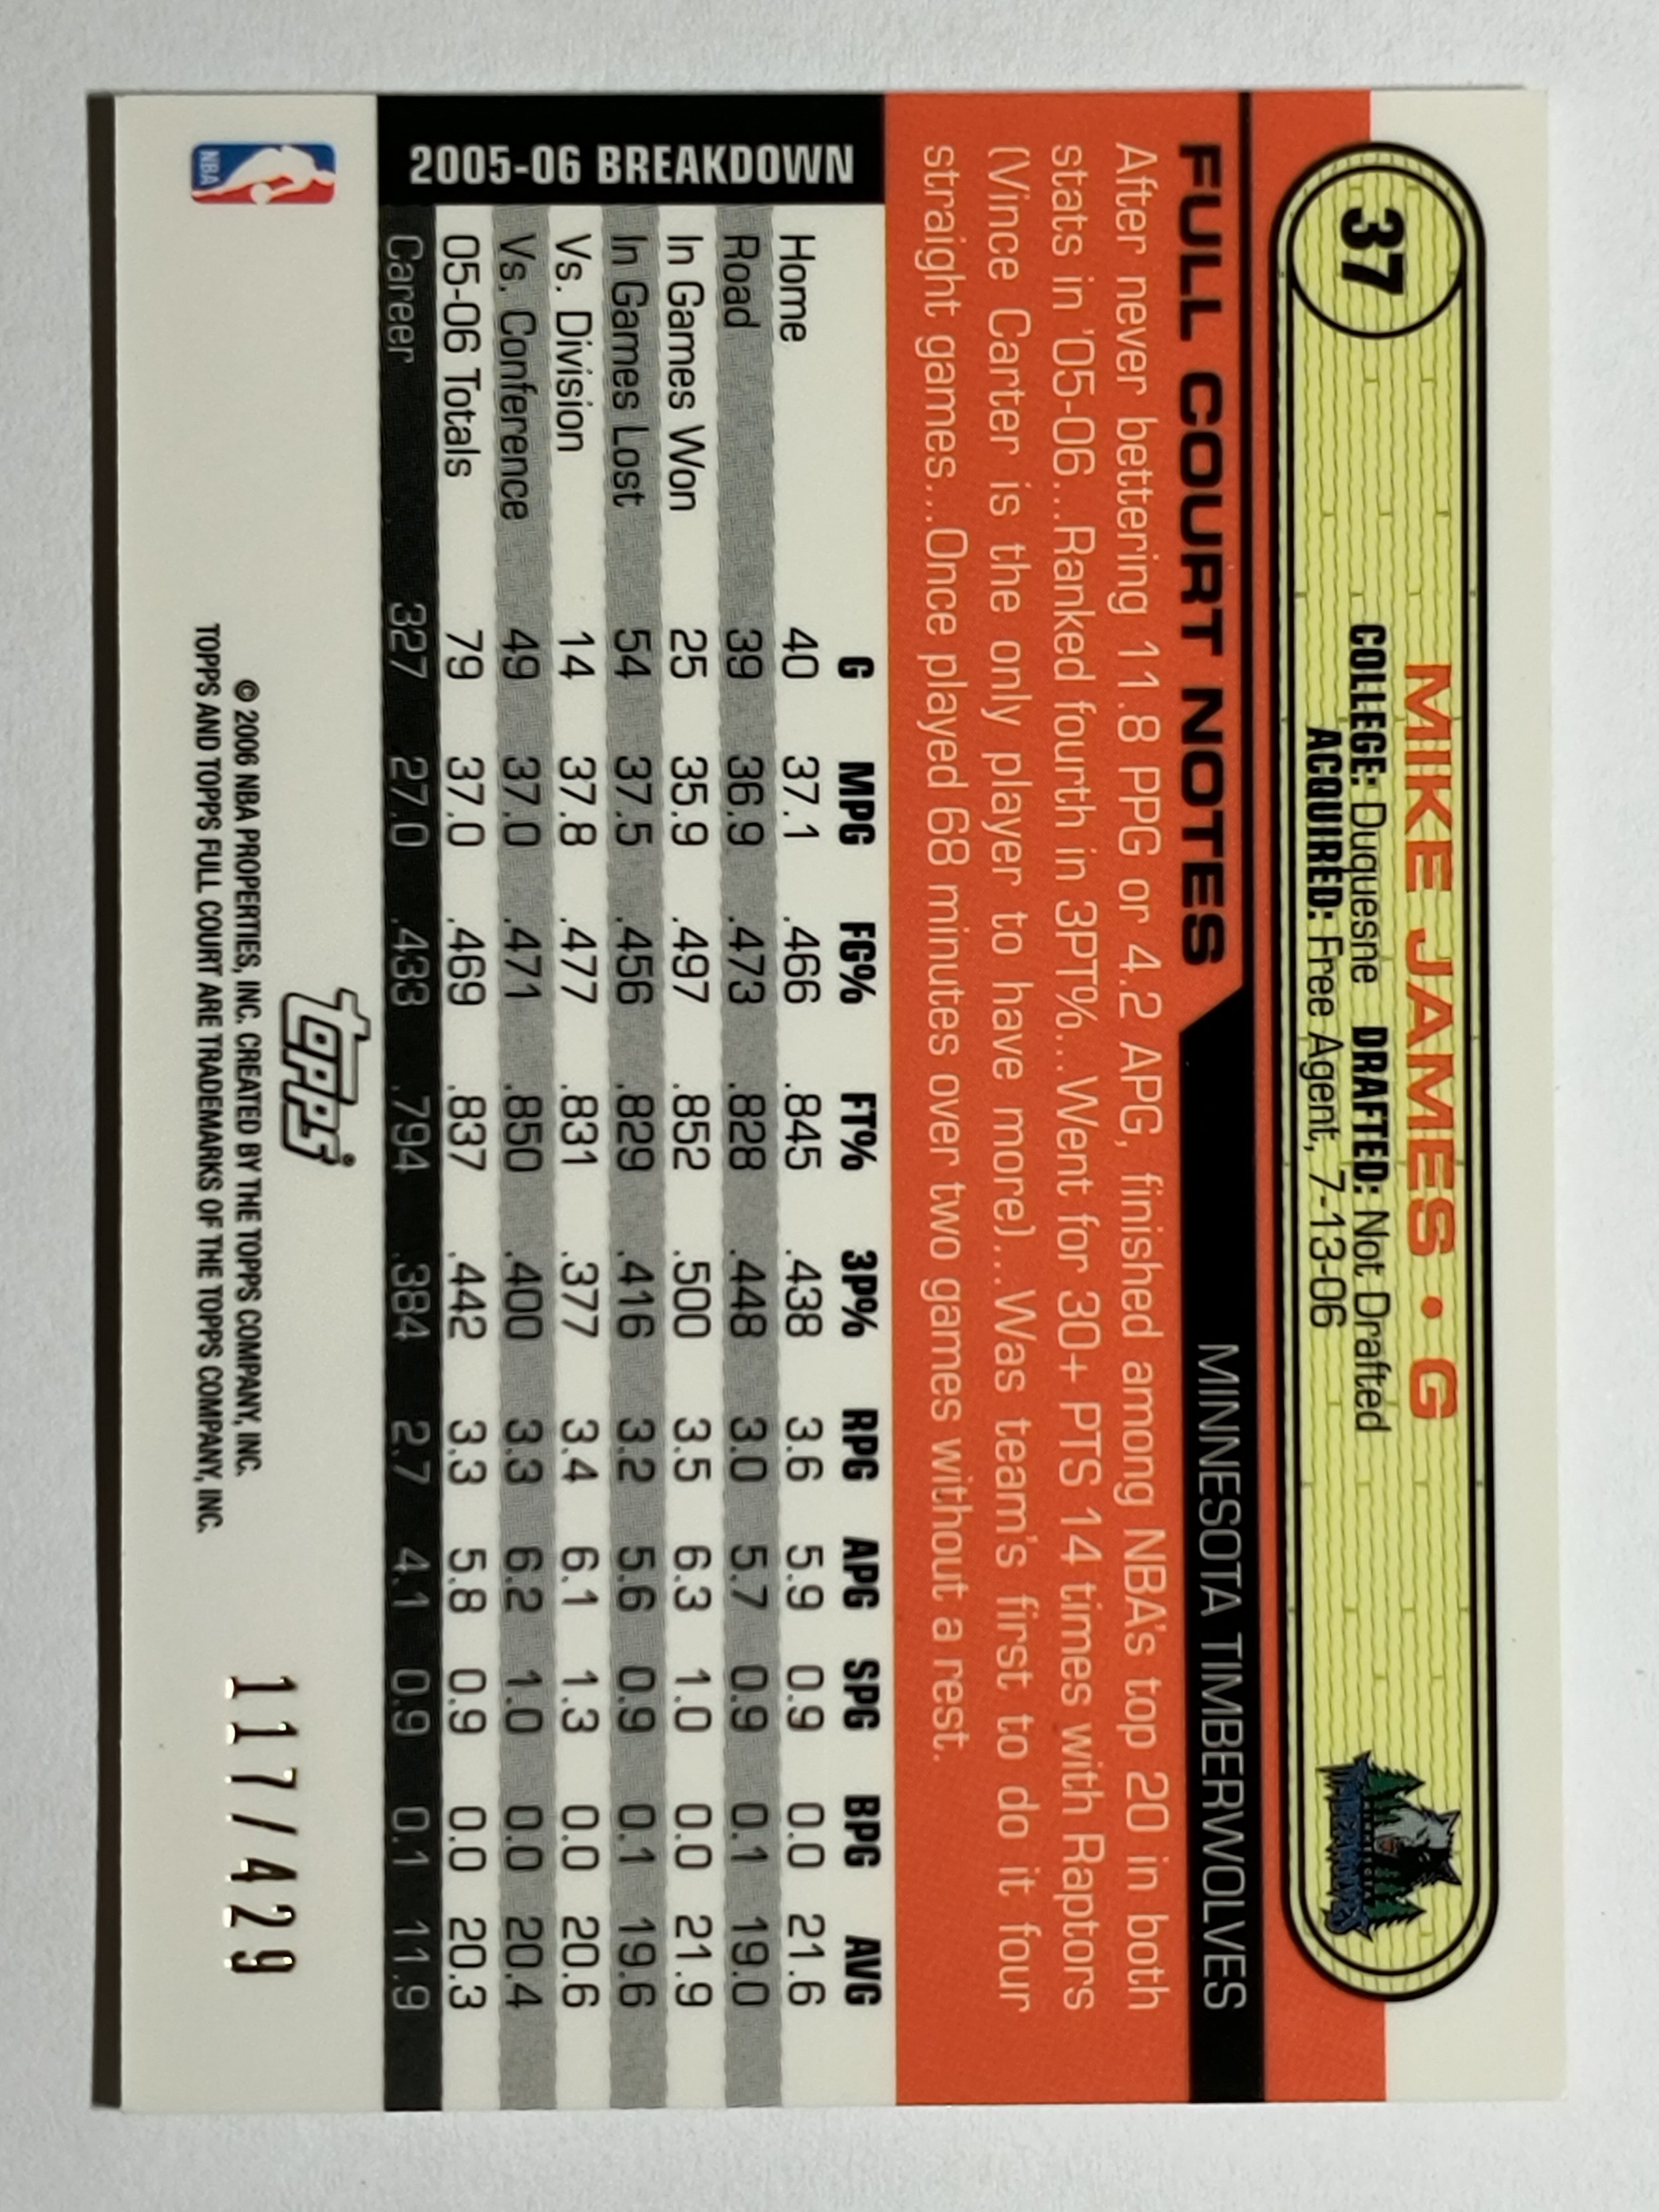 37
MIKE JAMES • G
COLLEGE: Duquesne DRAFTED: Not Drafted
ACQUIRED: Free Agent, 7-13-06
TIMBERWOLVES
MINNESOTA TIMBERWOLVES
FULL COURT NOTES
After never bettering 11.8 PPG or 4.2 APG, finished among NBA's top 20 in both
stats in '05-06...Ranked fourth in 3PT%...Went for 30+ PTS 14 times with Raptors
(Vince Carter is the only player to have more)...Was team's first to do it four
straight games...Once played 68 minutes over two games without a rest.
2005-06 BREAKDOWN
G MPG FG% FT% 3P% RPG APG SPG BPG AVG
Home 40 37.1 .466 .845 .438 3.6 5.9 0.9 0.0 21.6
Road 39 36.9 .473 .828 .448 3.0 5.7 0.9 0.1 19.0
In Games Won 25 35.9 .497 .852 .500 3.5 6.3 1.0 0.0 21.9
In Games Lost 54 37.5 .456 .829 .416 3.2 5.6 0.9 0.1 19.6
Vs. Division 14 37.8 .477 .831 .377 3.4 6.1 1.3 0.0 20.6
Vs. Conference 49 37.0 .471 .850 .400 3.3 6.2 1.0 0.0 20.4
05-06 Totals 79 37.0 .469 .837 .442 3.3 5.8 0.9 0.0 20.3
Career 327 27.0 .433 .794 .384 2.7 4.1 0.9 0.1 11.9
NBA
topps®
© 2006 NBA PROPERTIES, INC. CREATED BY THE TOPPS COMPANY, INC.
TOPPS AND TOPPS FULL COURT ARE TRADEMARKS OF THE TOPPS COMPANY, INC.
117/429